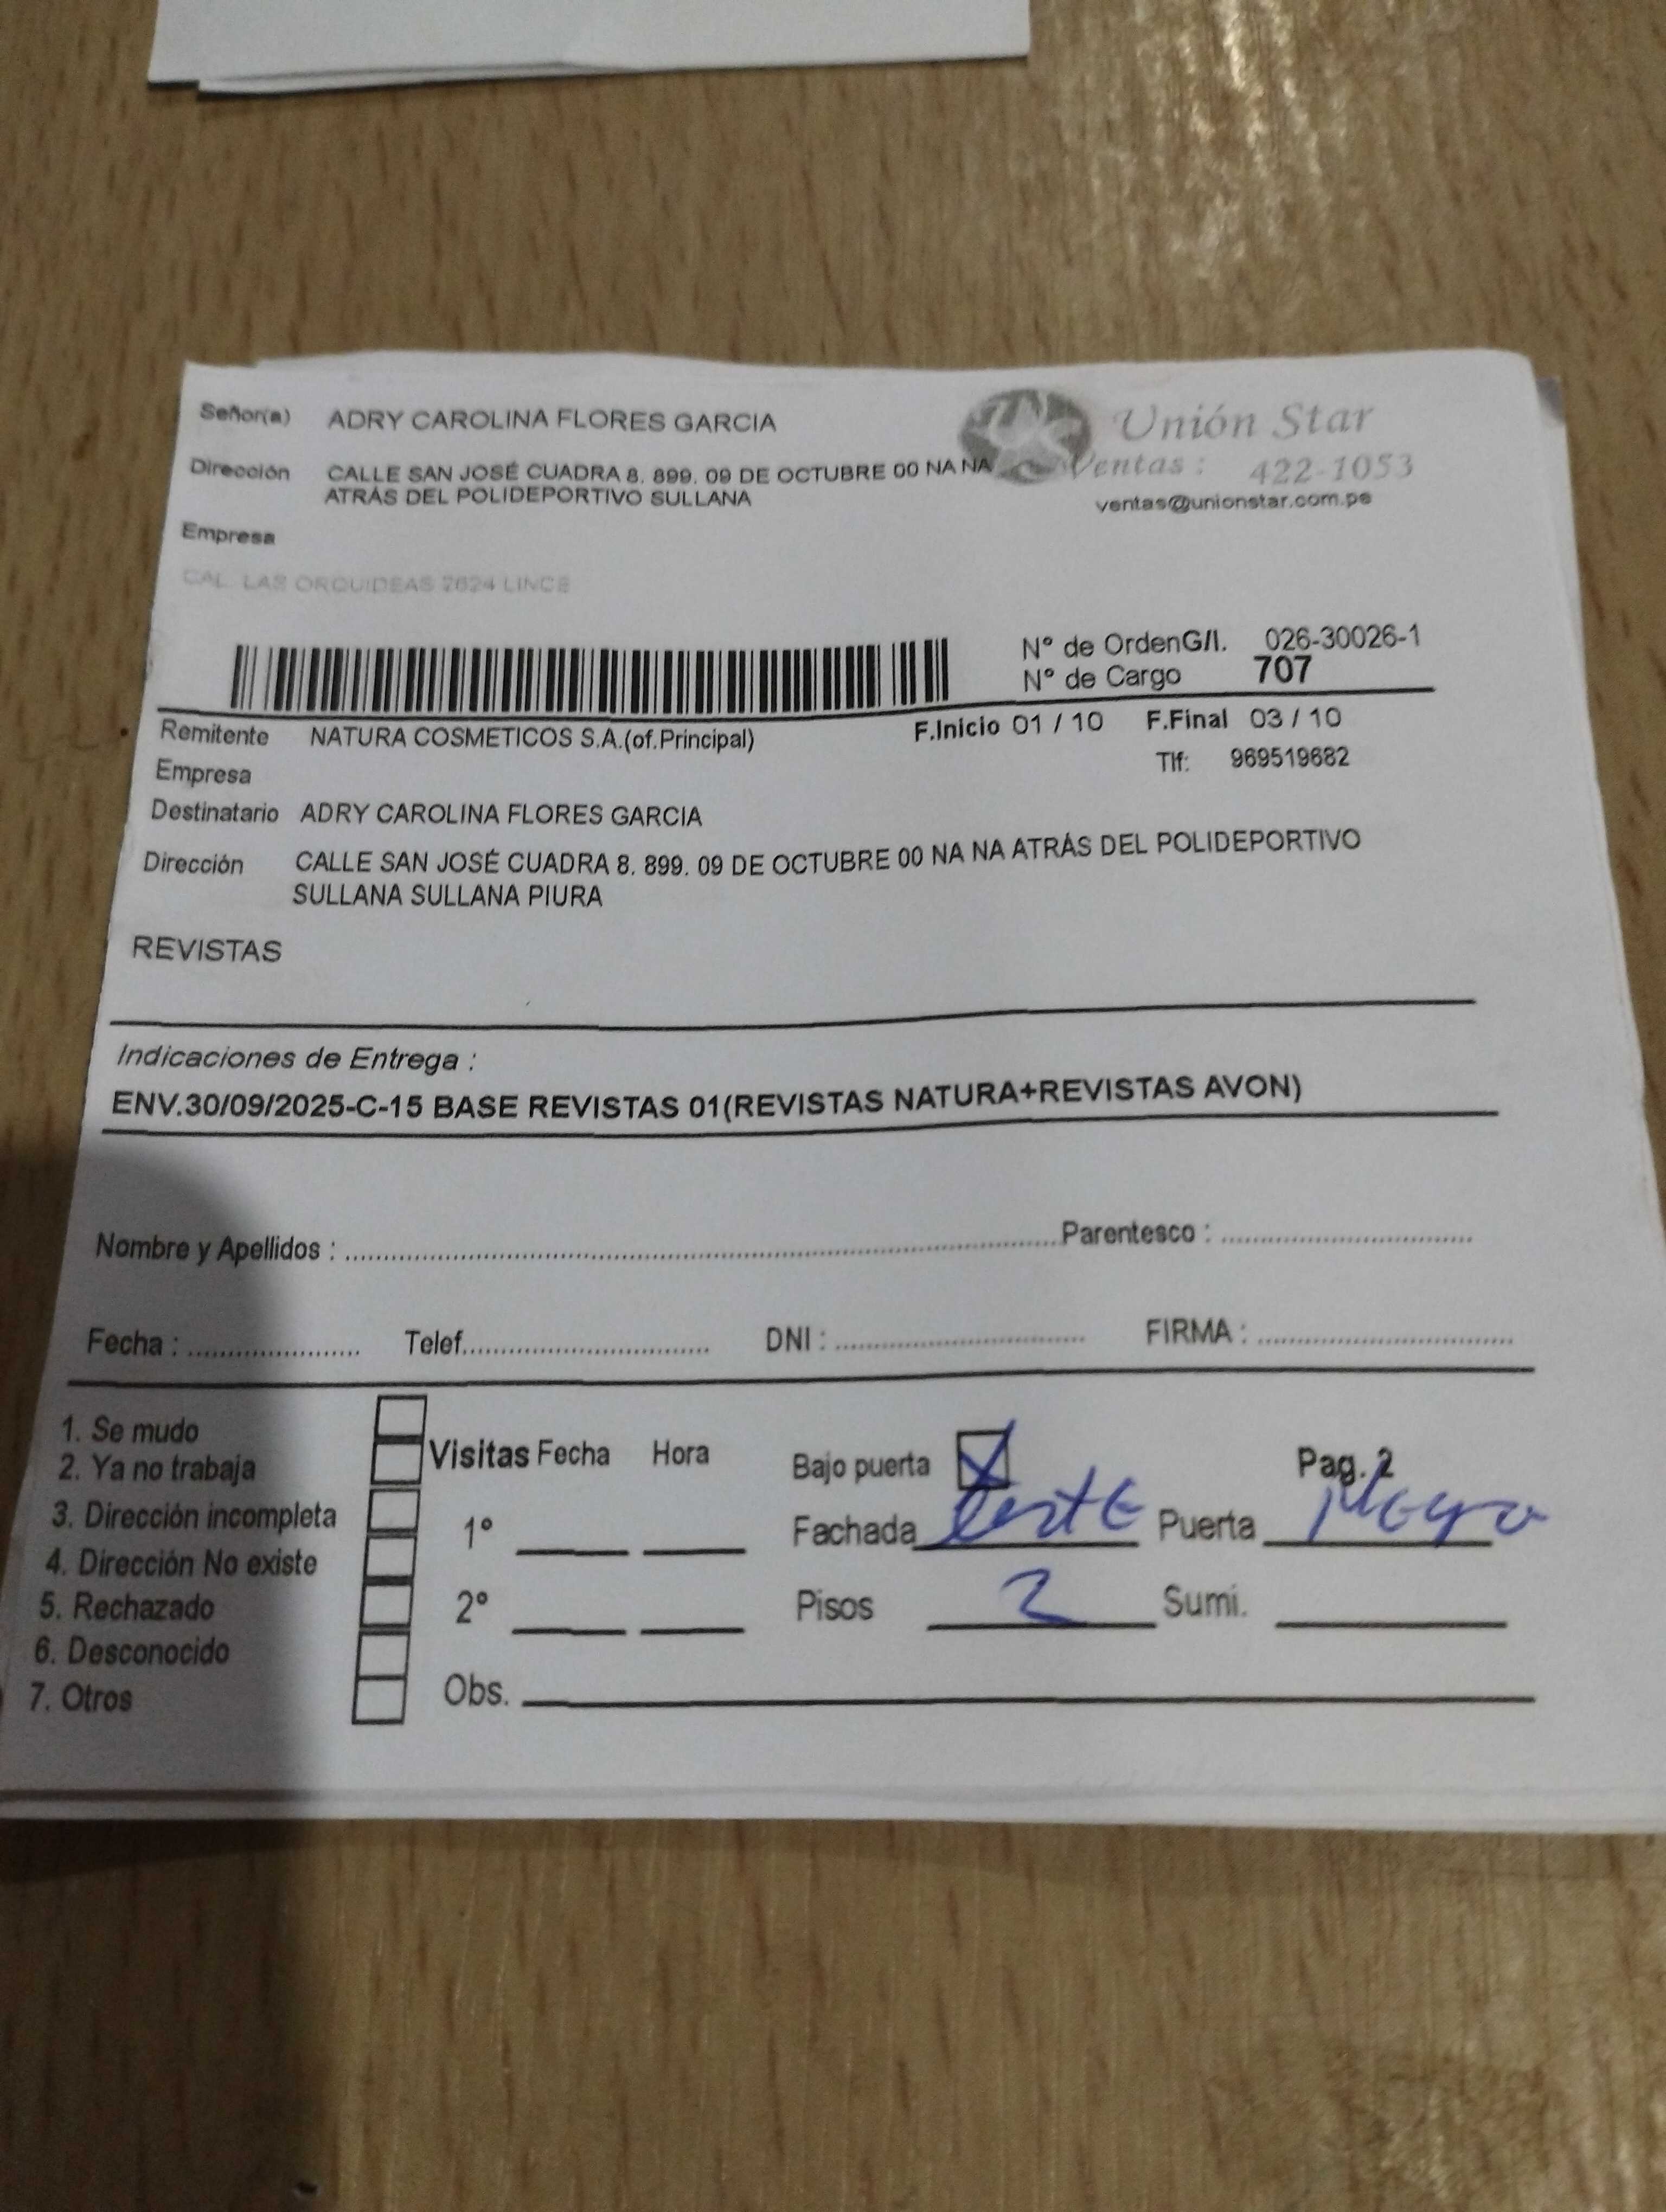 Señor(a) ADRY CAROLINA FLORES GARCIA
Unión Star
Dirección CALLE SAN JOSÉ CUADRA 8. 899. 09 DE OCTUBRE 00 NA NA
ATRÁS DEL POLIDEPORTIVO SULLANA
Ventas : 422-1053
ventas@unionstar.com.pe
Empresa
CAL. LAS ORQUIDEAS 2624 LINCE
N° de OrdenG/I. 026-30026-1
N° de Cargo 707
Remitente NATURA COSMETICOS S.A.(of.Principal) F.Inicio 01 / 10 F.Final 03 / 10
Empresa Tlf: 969519682
Destinatario ADRY CAROLINA FLORES GARCIA
Dirección CALLE SAN JOSÉ CUADRA 8. 899. 09 DE OCTUBRE 00 NA NA ATRÁS DEL POLIDEPORTIVO
SULLANA SULLANA PIURA
REVISTAS
Indicaciones de Entrega :
ENV.30/09/2025-C-15 BASE REVISTAS 01(REVISTAS NATURA+REVISTAS AVON)
Nombre y Apellidos : Parentesco :
Fecha : Telef. DNI : FIRMA :
1. Se mudo
2. Ya no trabaja
3. Dirección incompleta
4. Dirección No existe
5. Rechazado
6. Desconocido
7. Otros
Visitas Fecha Hora
1°
2°
Obs.
Bajo puerta X Pag. 2
Fachada Puerta
Pisos 2 Sumi.